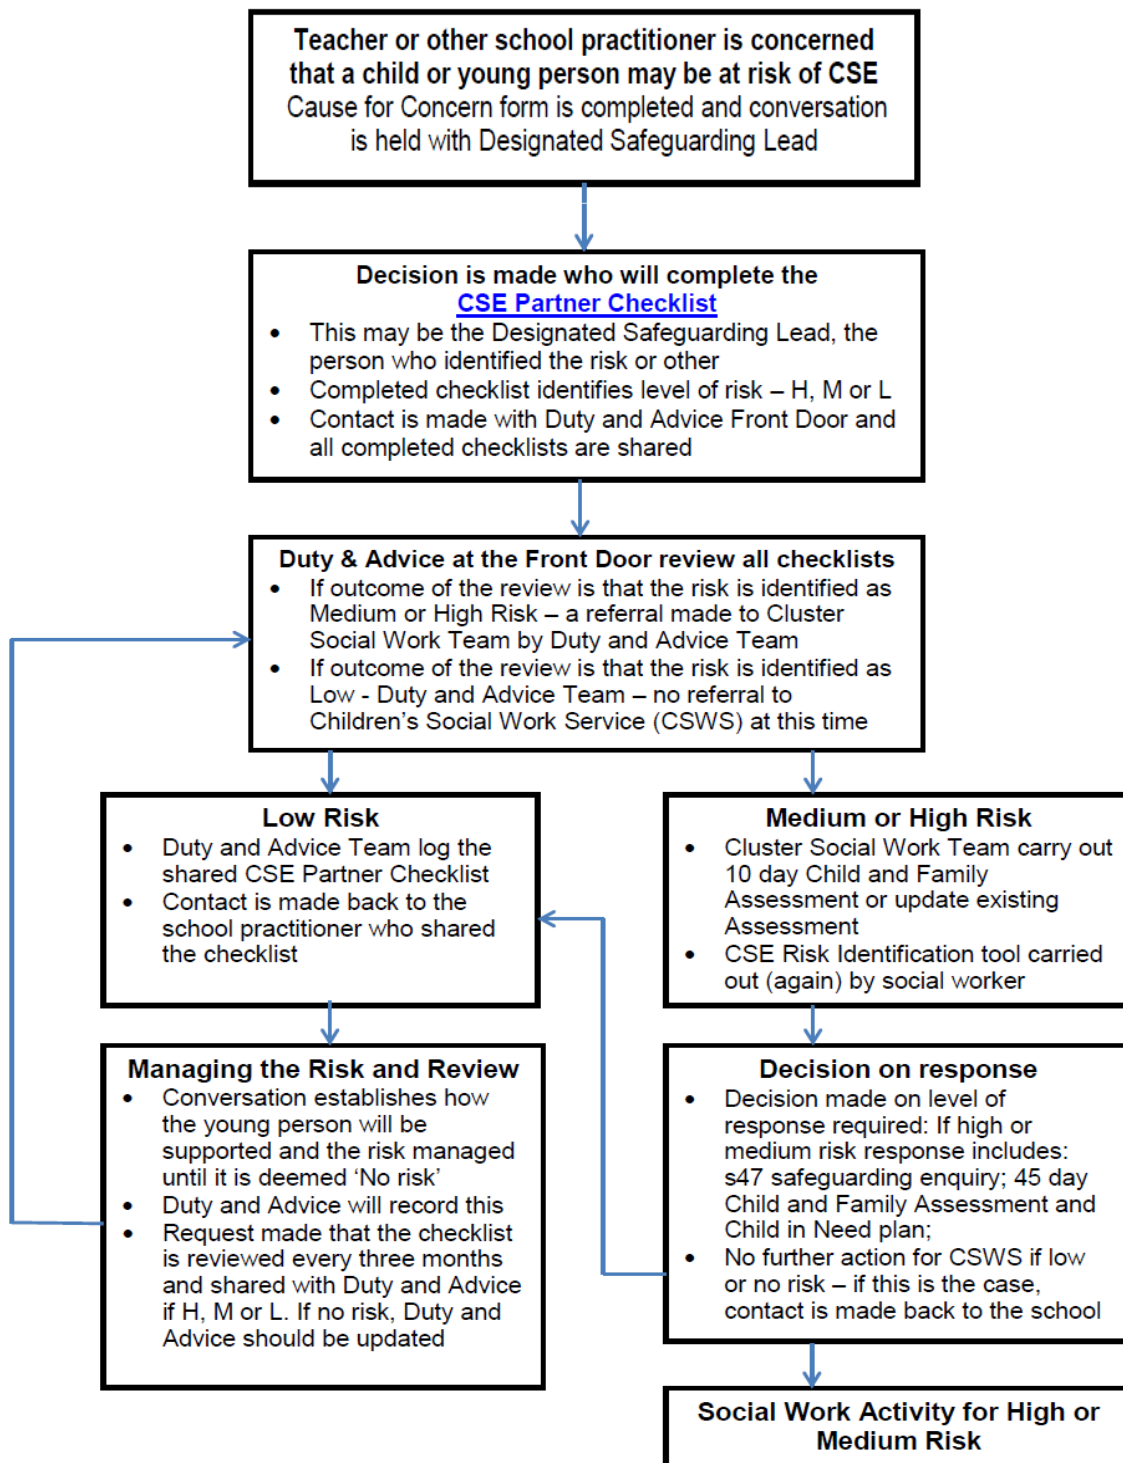 Teacher or other school practitioner is concerned
that a child or young person may be at risk of CSE
Cause for Concern form is completed and conversation
is held with Designated Safeguarding Lead
Decision is made who will complete the
CSE Partner Checklist
• This may be the Designated Safeguarding Lead, the
person who identified the risk or other
• Completed checklist identifies level of risk – H, M or L
• Contact is made with Duty and Advice Front Door and
all completed checklists are shared
Duty & Advice at the Front Door review all checklists
• If outcome of the review is that the risk is identified as
Medium or High Risk – a referral made to Cluster
Social Work Team by Duty and Advice Team
• If outcome of the review is that the risk is identified as
Low - Duty and Advice Team – no referral to
Children's Social Work Service (CSWS) at this time
Low Risk
• Duty and Advice Team log the
shared CSE Partner Checklist
• Contact is made back to the
school practitioner who shared
the checklist
Medium or High Risk
• Cluster Social Work Team carry out
10 day Child and Family
Assessment or update existing
Assessment
• CSE Risk Identification tool carried
out (again) by social worker
Managing the Risk and Review
• Conversation establishes how
the young person will be
supported and the risk managed
until it is deemed ‘No risk’
• Duty and Advice will record this
• Request made that the checklist
is reviewed every three months
and shared with Duty and Advice
if H, M or L. If no risk, Duty and
Advice should be updated
Decision on response
• Decision made on level of
response required: If high or
medium risk response includes:
s47 safeguarding enquiry; 45 day
Child and Family Assessment and
Child in Need plan;
• No further action for CSWS if low
or no risk – if this is the case,
contact is made back to the school
Social Work Activity for High or
Medium Risk